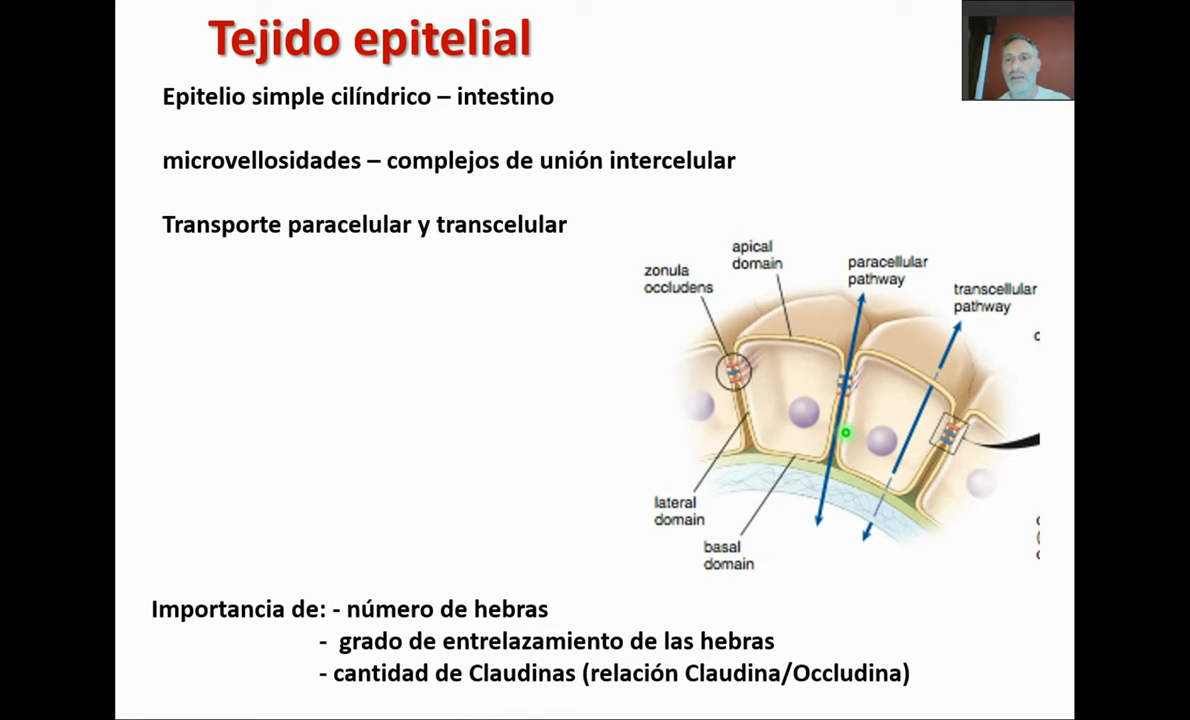 Tejido epitelial
Epitelio simple cilíndrico – intestino
microvellosidades – complejos de unión intercelular
Transporte paracelular y transcelular
apical
domain
zonula
occludens
paracellular
pathway
transcellular
pathway
lateral
domain
basal
domain
Importancia de: - número de hebras
- grado de entrelazamiento de las hebras
- cantidad de Claudinas (relación Claudina/Occludina)